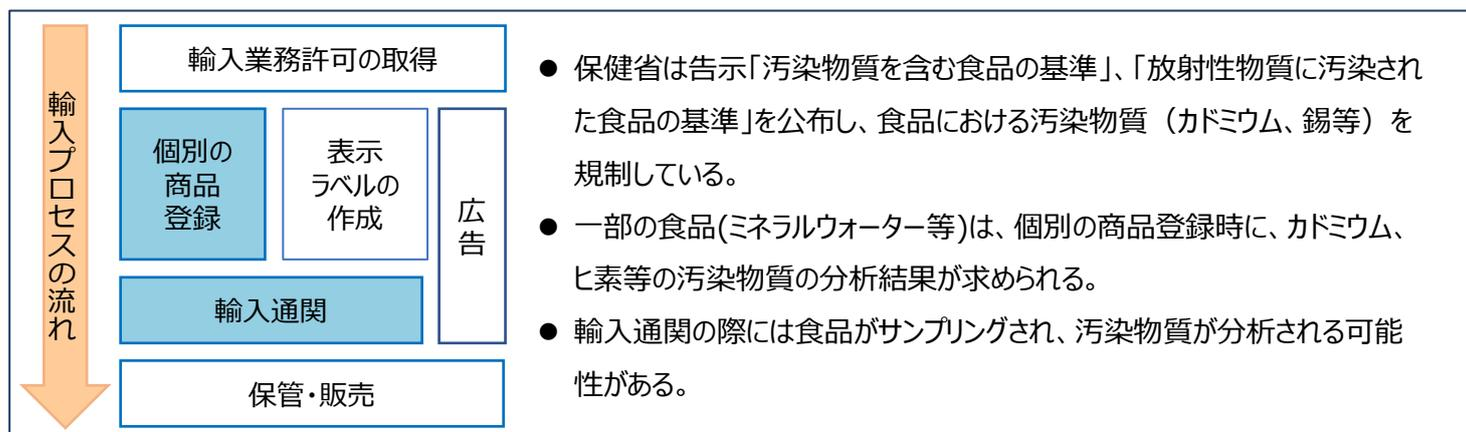 輸入プロセスの流れ
輸入業務許可の取得
個別の
商品
登録
表示
ラベルの
作成
広告
輸入通関
保管・販売
● 保健省は告示「汚染物質を含む食品の基準」、「放射性物質に汚染され
た食品の基準」を公布し、食品における汚染物質（カドミウム、錫等）を
規制している。
● 一部の食品(ミネラルウォーター等)は、個別の商品登録時に、カドミウム、
ヒ素等の汚染物質の分析結果が求められる。
● 輸入通関の際には食品がサンプリングされ、汚染物質が分析される可能
性がある。